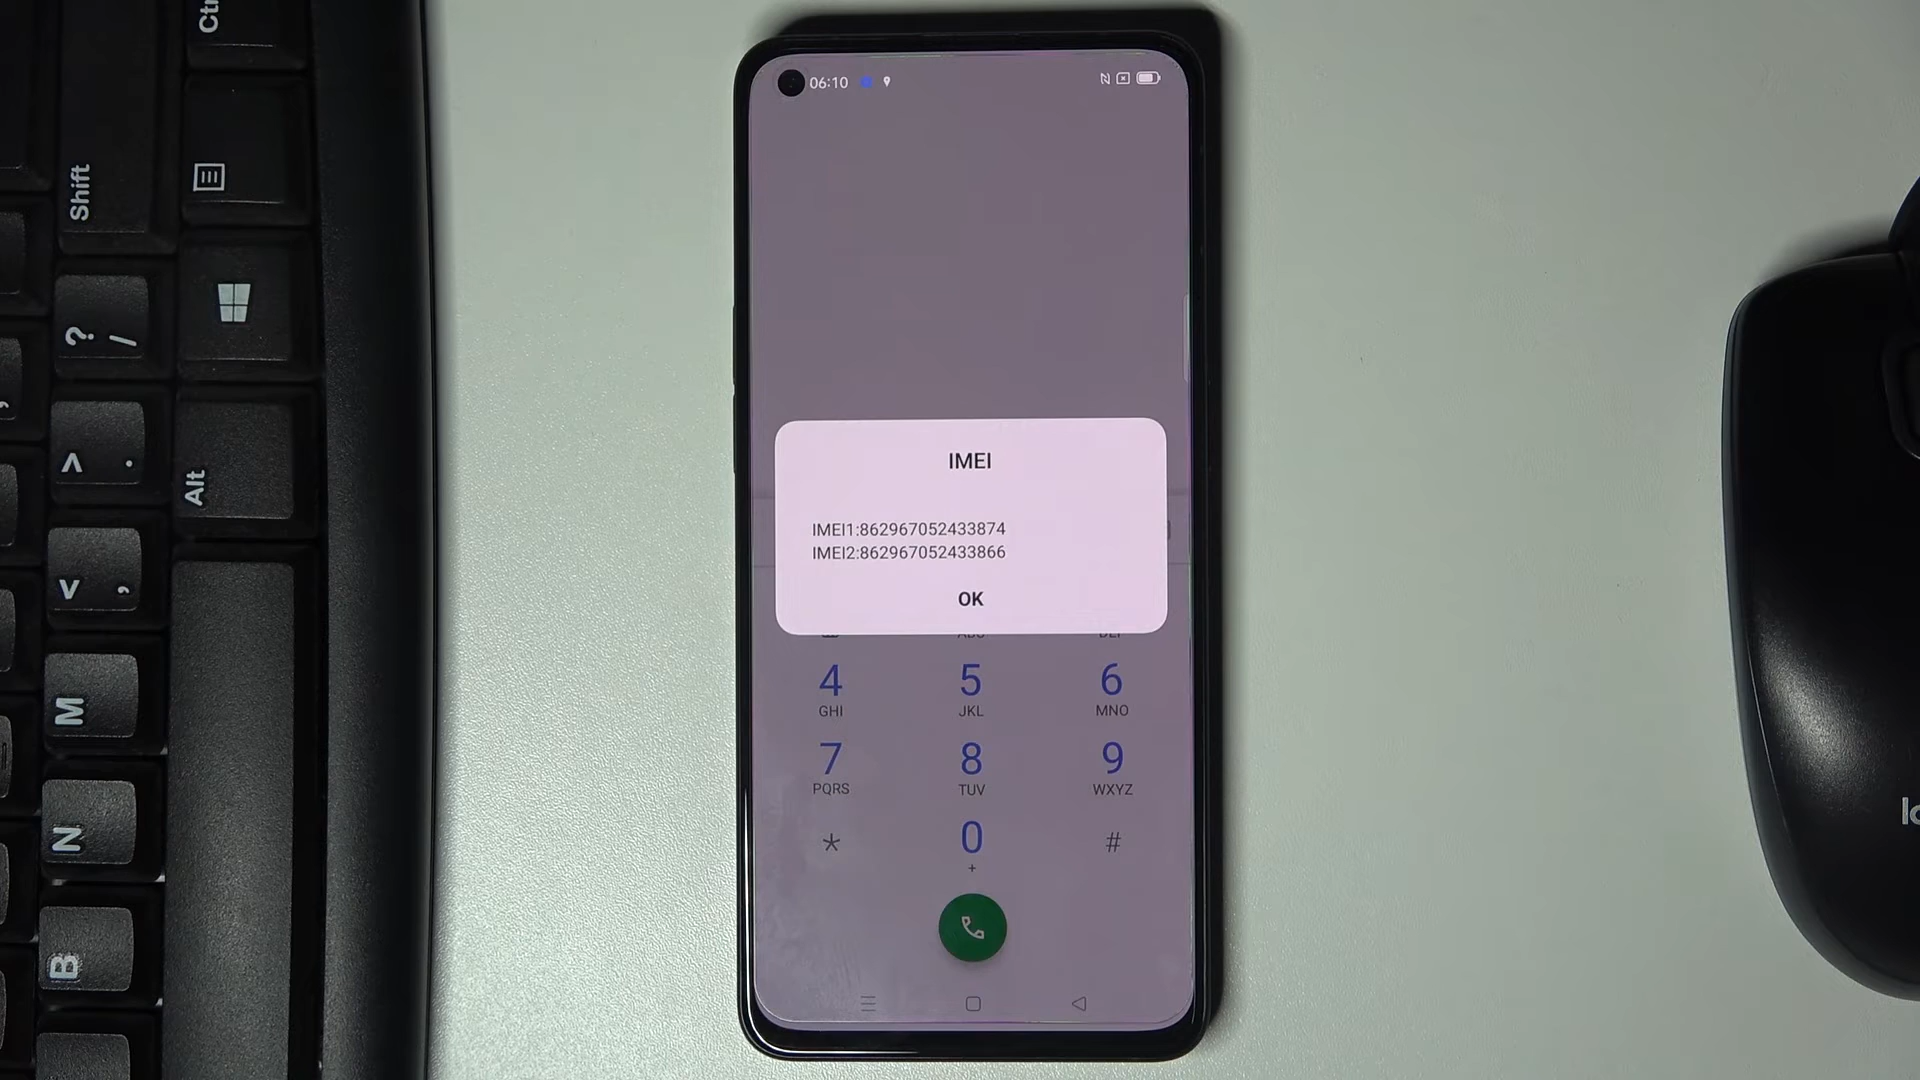 06:10
IMEI
IMEI1:862967052433874
IMEI2:862967052433866
OK
4 5 6
GHI JKL MNO
7 8 9
PQRS TUV WXYZ
* 0 #
+
Shift
?
/
>
.
Alt
<
,
M
N
B